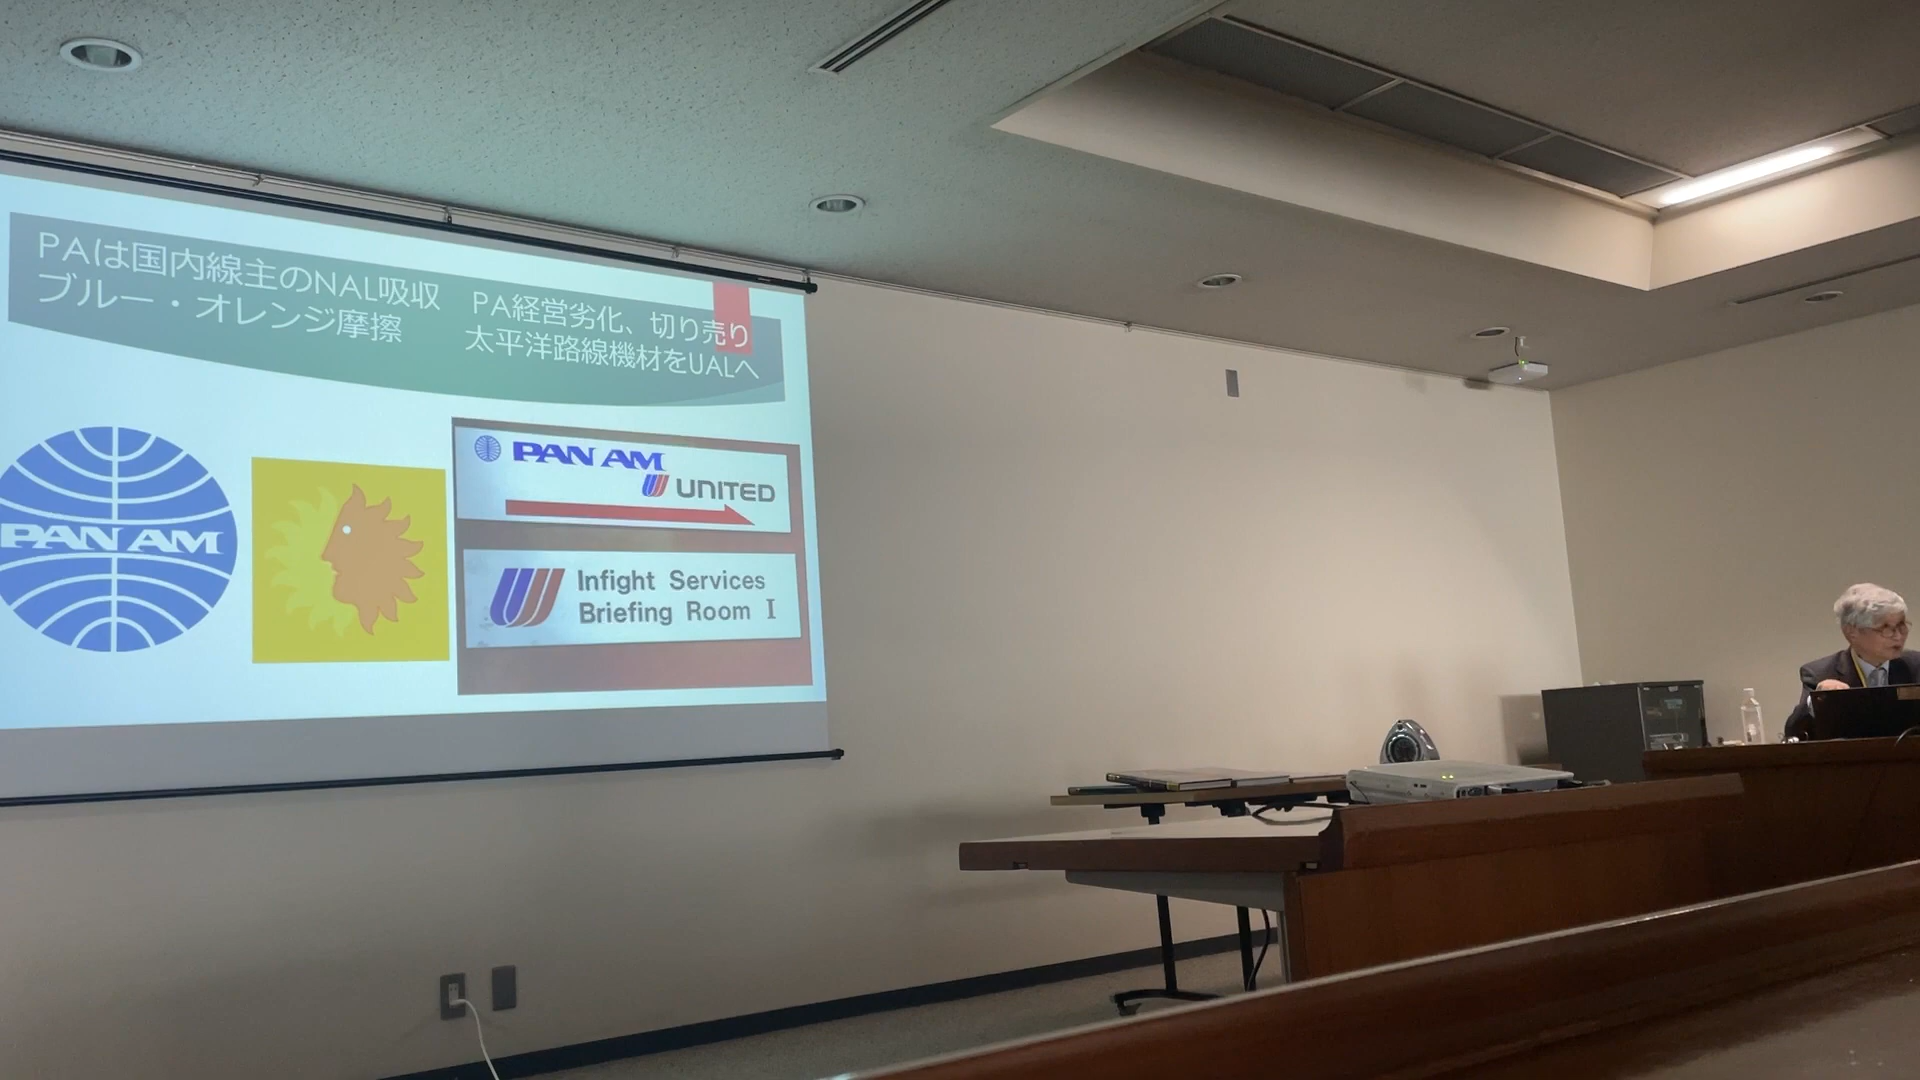 PAは国内線主のNAL吸収
ブルー・オレンジ摩擦
PA経営劣化、切り売り
太平洋路線機材をUALへ
PAN AM
PAN AM
UNITED
Infight Services
Briefing Room I